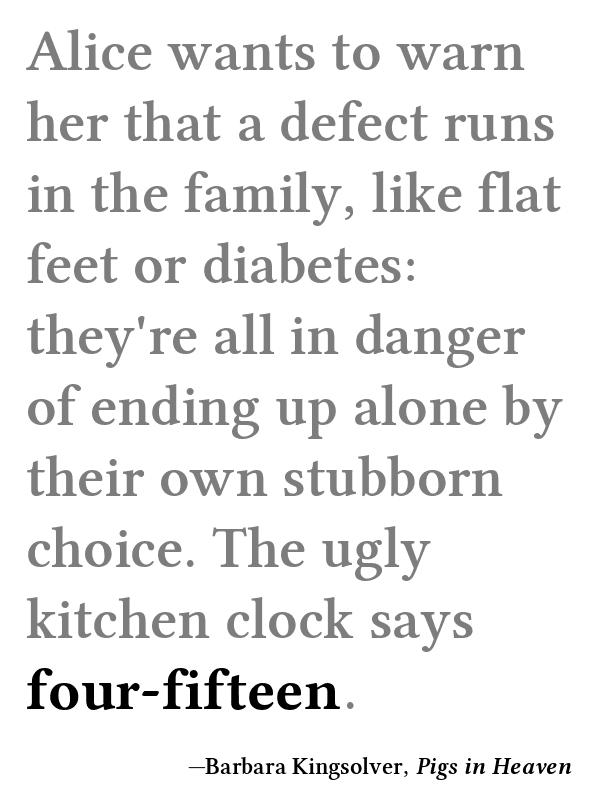 Alice wants to warn
her that a defect runs
in the family, like flat
feet or diabetes:
they're all in danger
of ending up alone by
their own stubborn
choice. The ugly
kitchen clock says
four-fifteen.
—Barbara Kingsolver, Pigs in Heaven